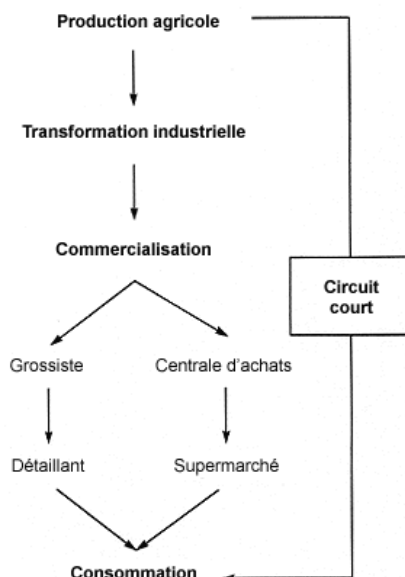 Production agricole
Transformation industrielle
Commercialisation
Circuit
court
Grossiste
Centrale d'achats
Détaillant
Supermarché
Consommation